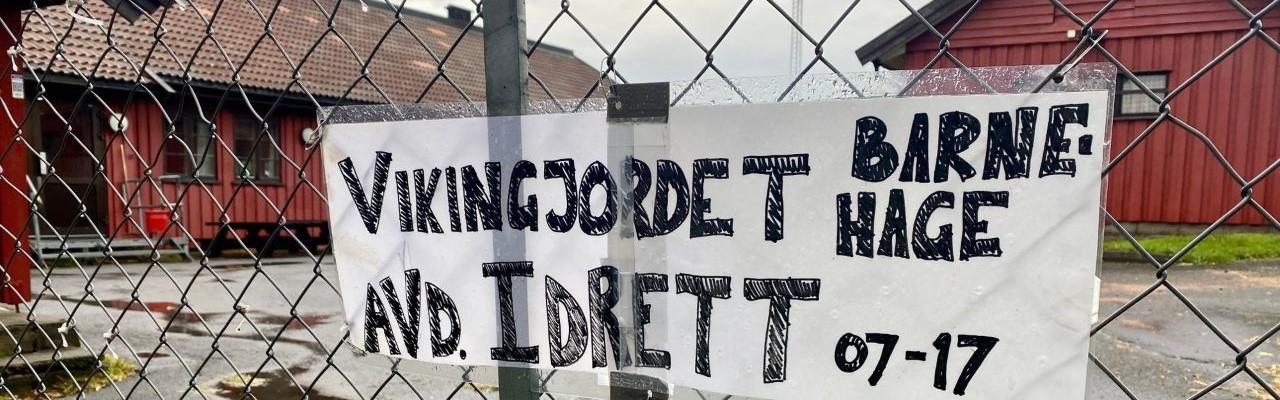 VIKINGJORDET BARNE-
HAGE
AVD. IDRETT 07-17